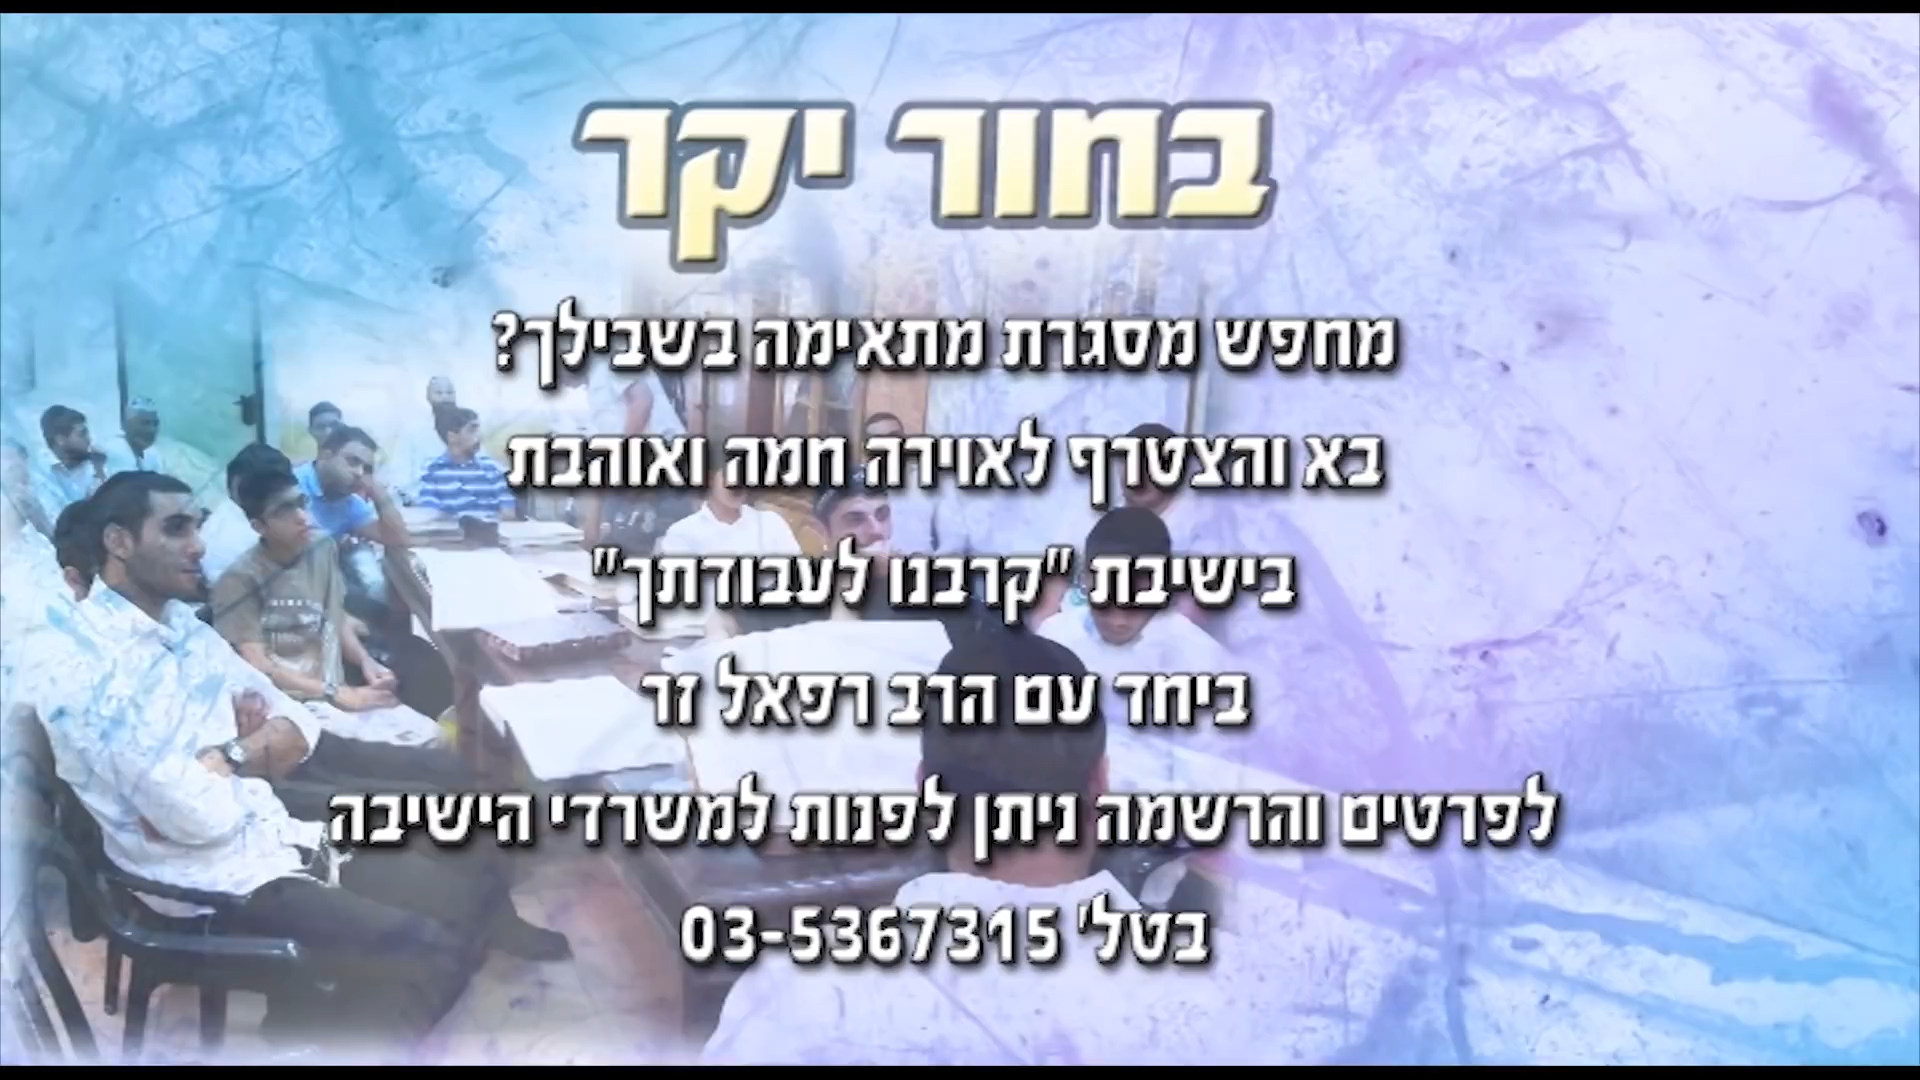 בחור יקר
מחפש מסגרת מתאימה בשבילך?
בא והצטרף לאוירה חמה ואוהבת
בישיבת "קרבנו לעבודתך"
ביחד עם הרב רפאל זר
לפרטים והרשמה ניתן לפנות למשרדי הישיבה
בטל' 03-5367315